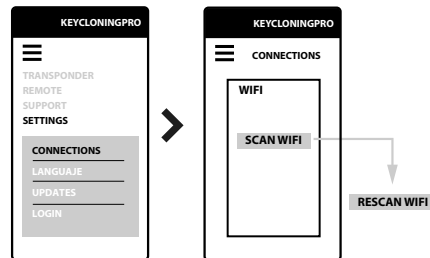 KEYCLONINGPRO
TRANSPONDER
REMOTE
SUPPORT
SETTINGS
CONNECTIONS
LANGUAJE
UPDATES
LOGIN
KEYCLONINGPRO
CONNECTIONS
WIFI
SCAN WIFI
RESCAN WIFI